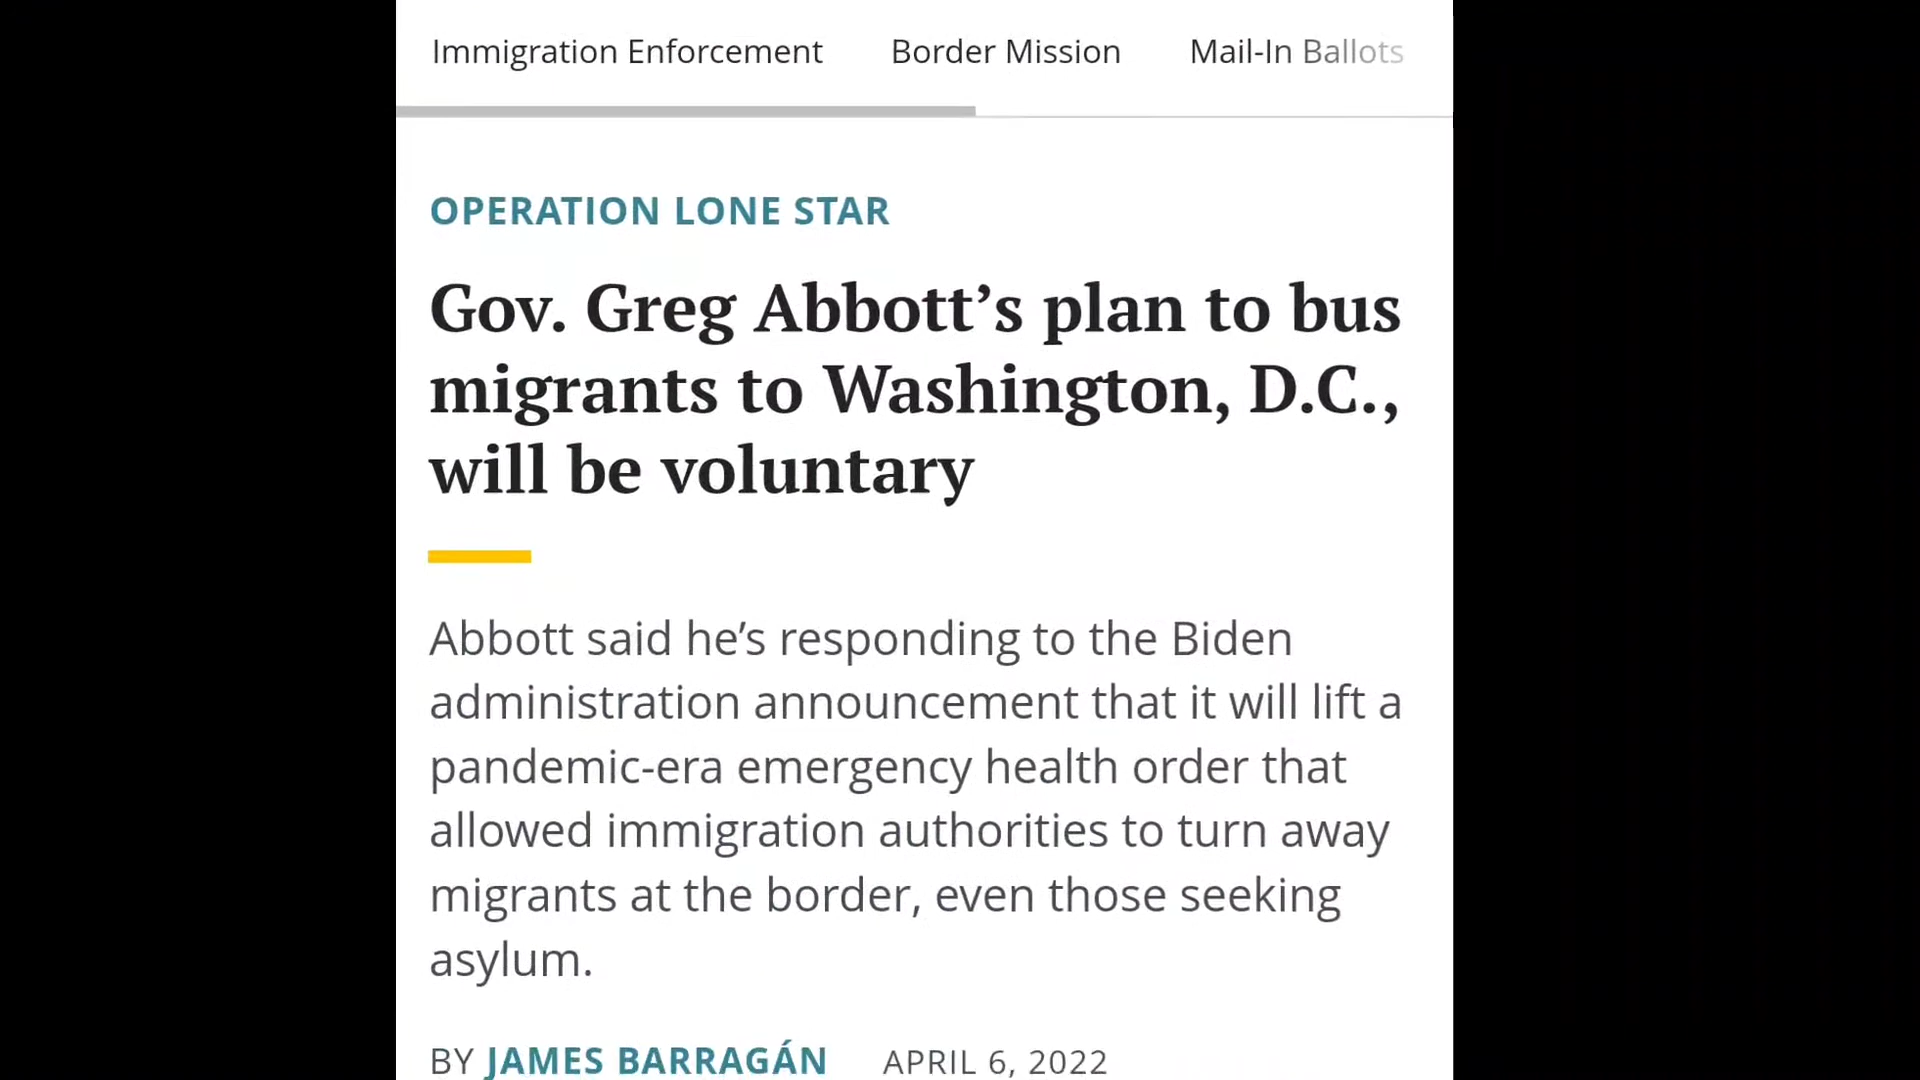 Immigration Enforcement Border Mission Mail-In Ballots
OPERATION LONE STAR
Gov. Greg Abbott’s plan to bus
migrants to Washington, D.C.,
will be voluntary
Abbott said he’s responding to the Biden
administration announcement that it will lift a
pandemic-era emergency health order that
allowed immigration authorities to turn away
migrants at the border, even those seeking
asylum.
BY JAMES BARRAGÁN APRIL 6, 2022